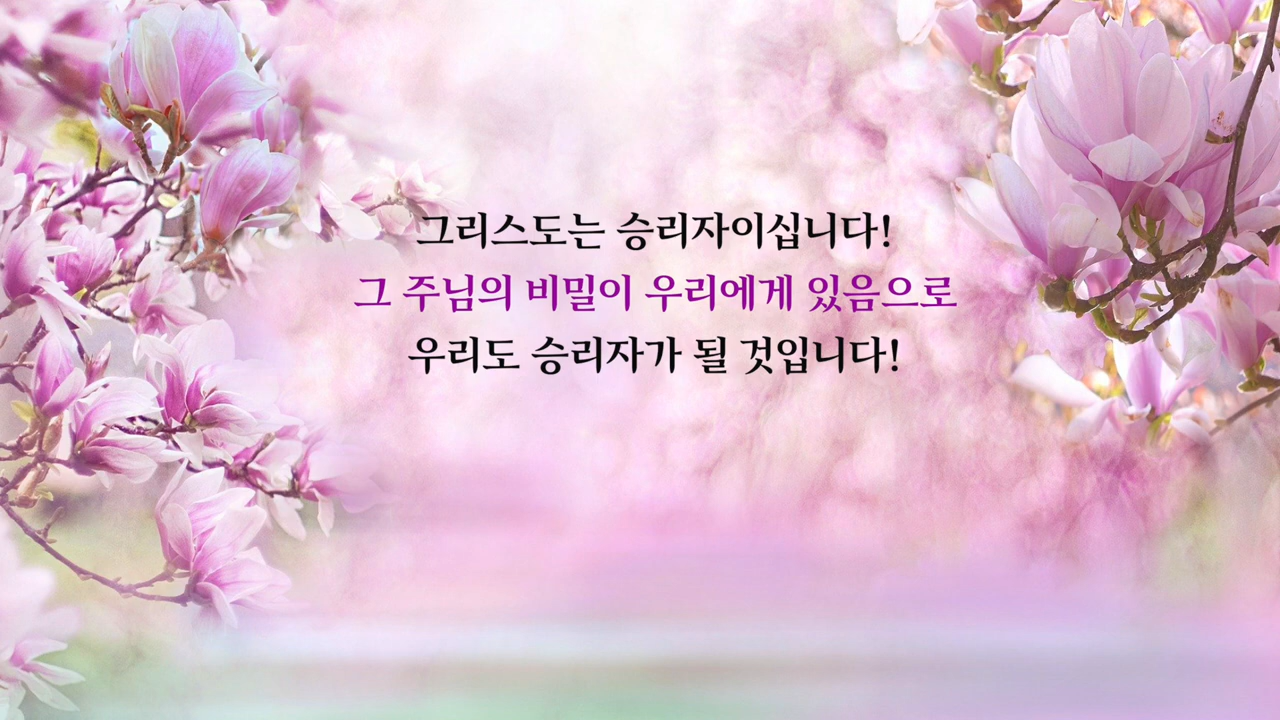 그리스도는 승리자이십니다!
그 주님의 비밀이 우리에게 있음으로
우리도 승리자가 될 것입니다!